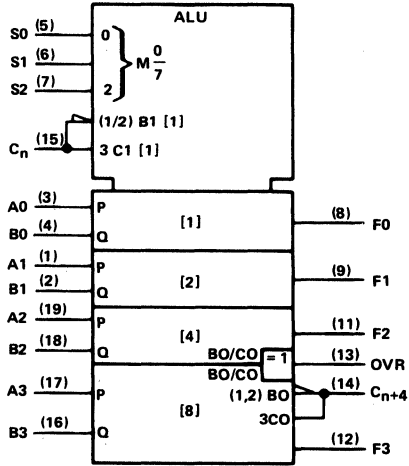 ALU
S0 (5) 0
S1 (6) M 0/7
S2 (7) 2
(1/2) B1 [1]
Cn (15) 3 C1 [1]
A0 (3) P [1] (8) F0
B0 (4) Q
A1 (1) P [2] (9) F1
B1 (2) Q
A2 (19) P [4] (11) F2
B2 (18) Q BO/CO = 1 (13) OVR
BO/CO
(1,2) BO (14) Cn+4
A3 (17) P [8] 3CO
B3 (16) Q (12) F3